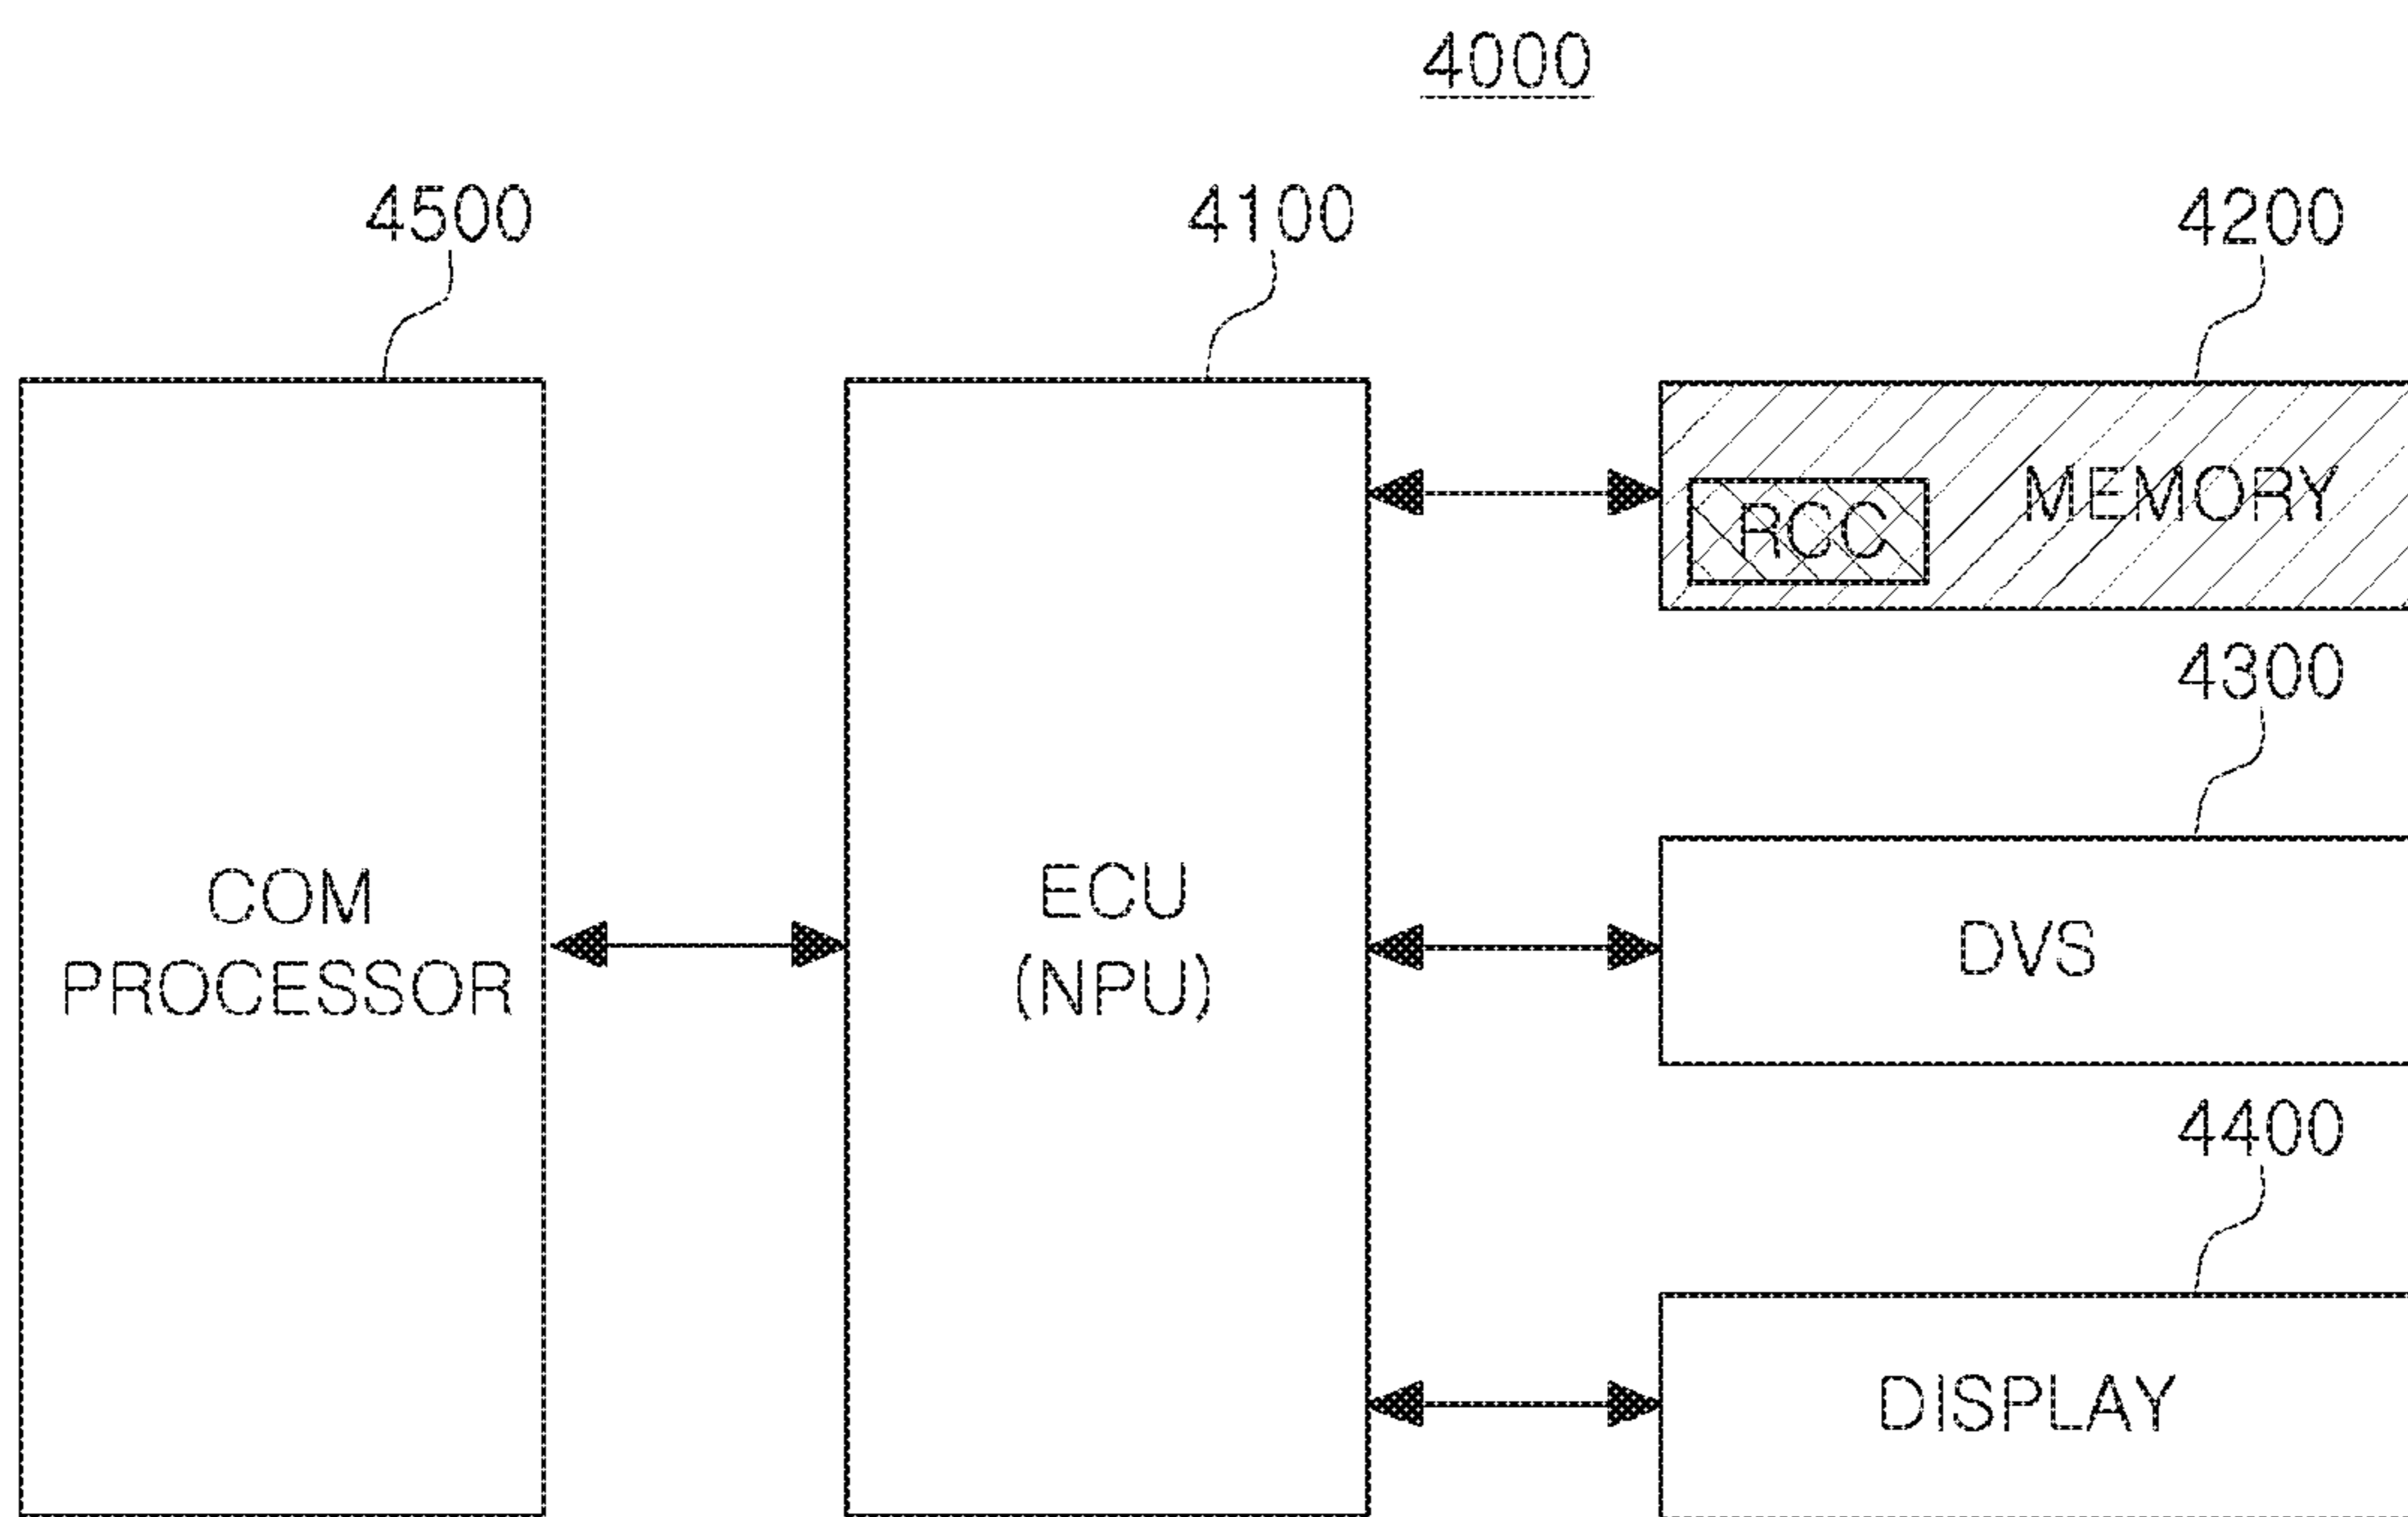 4000
4500
4100
4200
MEMORY
RCC
4300
COM
PROCESSOR
ECU
(NPU)
DVS
4400
DISPLAY